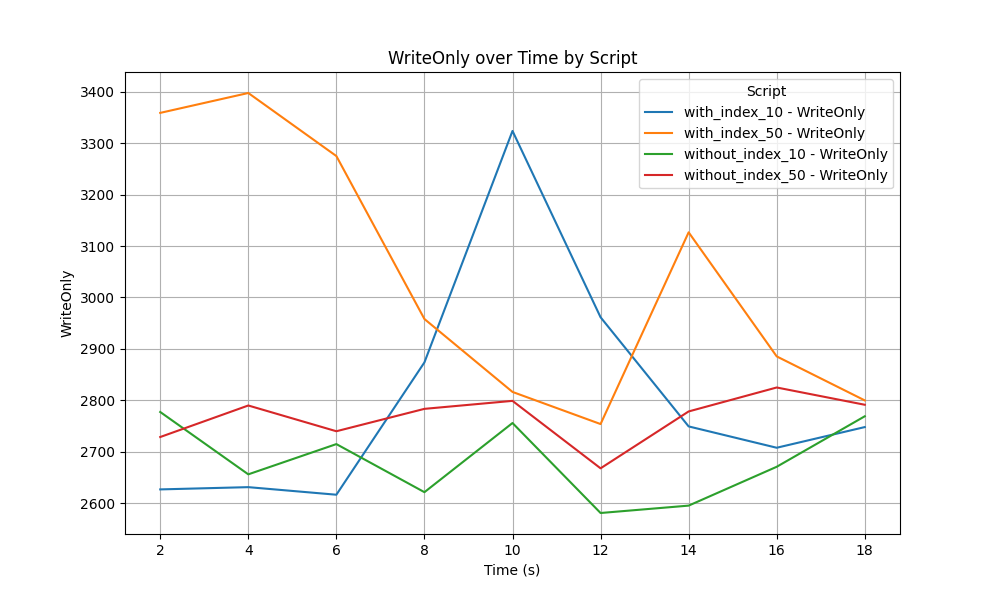 WriteOnly over Time by Script
Script
with_index_10 - WriteOnly
with_index_50 - WriteOnly
without_index_10 - WriteOnly
without_index_50 - WriteOnly
3400
3300
3200
3100
3000
2900
2800
2700
2600
WriteOnly
2 4 6 8 10 12 14 16 18
Time (s)